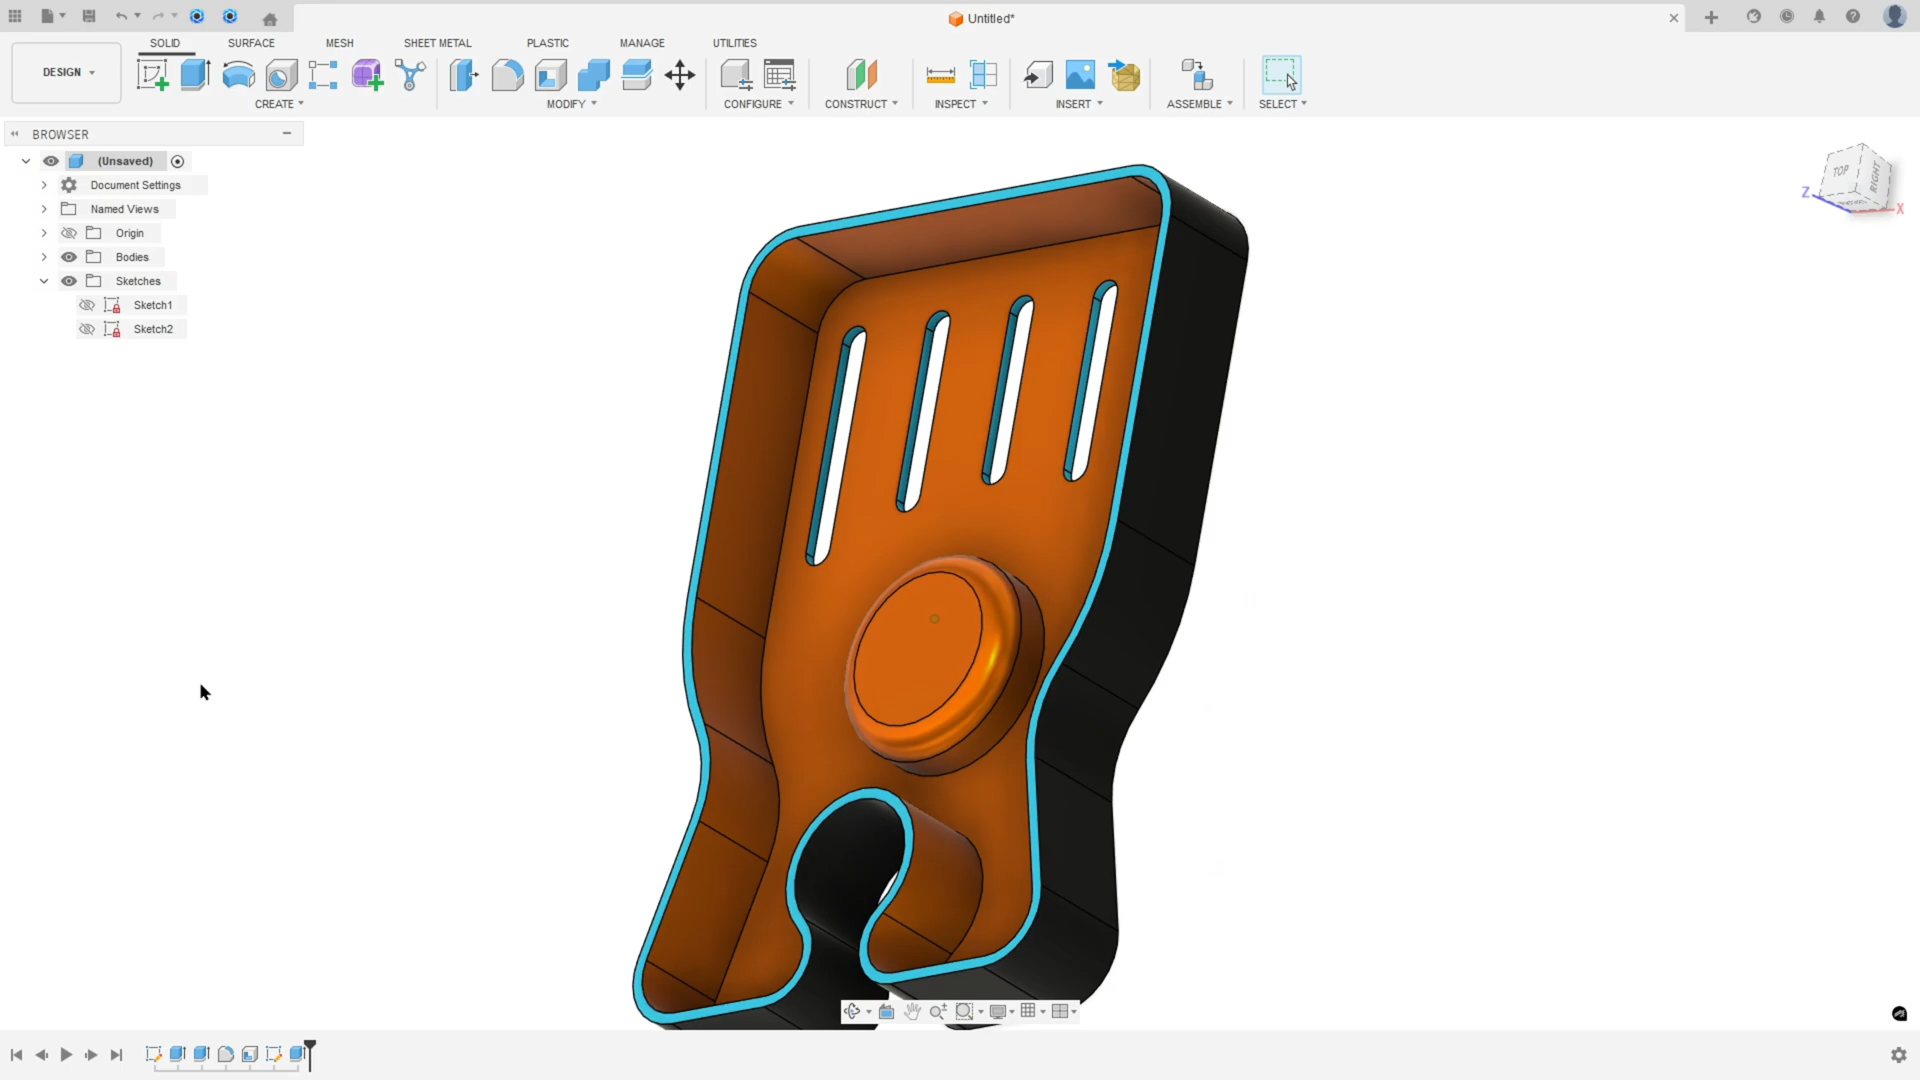 Untitled*
SOLID SURFACE MESH SHEET METAL PLASTIC MANAGE UTILITIES
DESIGN
CREATE MODIFY CONFIGURE CONSTRUCT INSPECT INSERT ASSEMBLE SELECT
BROWSER
(Unsaved)
Document Settings
Named Views
Origin
Bodies
Sketches
Sketch1
Sketch2
TOP
RIGHT
Z
X